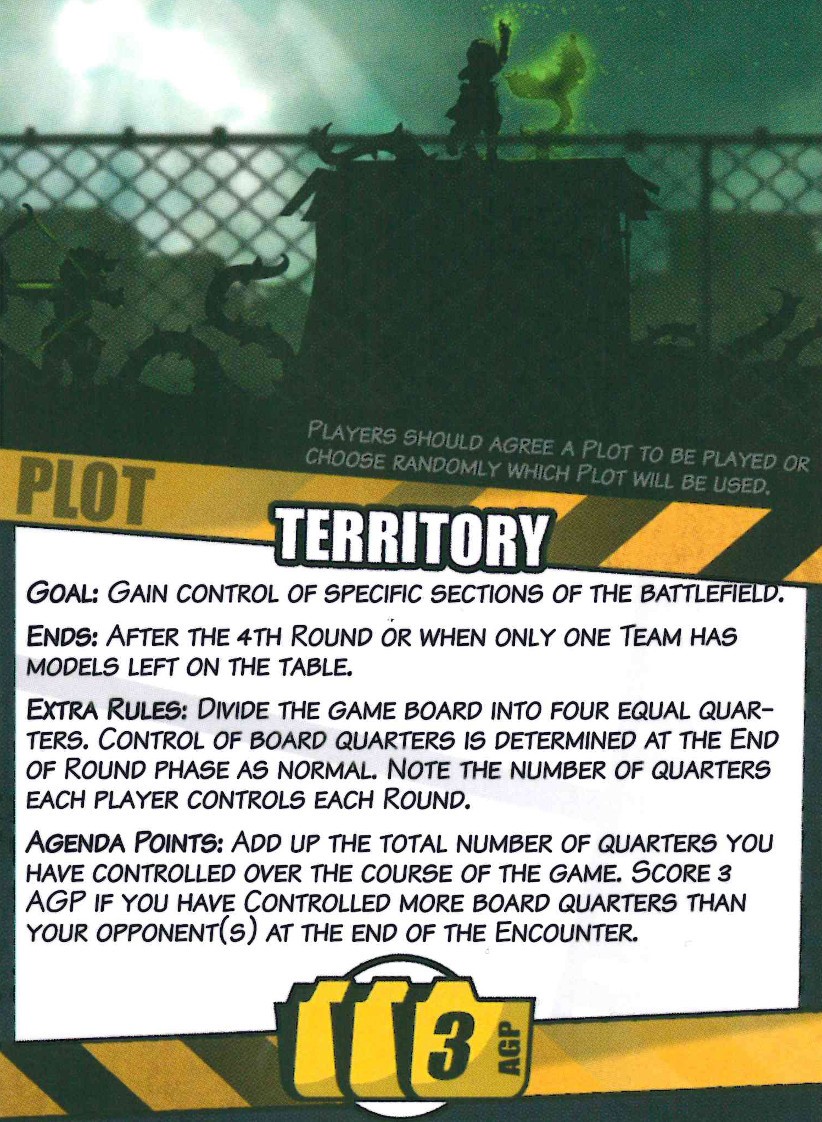 PLAYERS SHOULD AGREE A PLOT TO BE PLAYED OR
CHOOSE RANDOMLY WHICH PLOT WILL BE USED.
PLOT
TERRITORY
GOAL: GAIN CONTROL OF SPECIFIC SECTIONS OF THE BATTLEFIELD.
ENDS: AFTER THE 4TH ROUND OR WHEN ONLY ONE TEAM HAS
MODELS LEFT ON THE TABLE.
EXTRA RULES: DIVIDE THE GAME BOARD INTO FOUR EQUAL QUAR-
TERS. CONTROL OF BOARD QUARTERS IS DETERMINED AT THE END
OF ROUND PHASE AS NORMAL. NOTE THE NUMBER OF QUARTERS
EACH PLAYER CONTROLS EACH ROUND.
AGENDA POINTS: ADD UP THE TOTAL NUMBER OF QUARTERS YOU
HAVE CONTROLLED OVER THE COURSE OF THE GAME. SCORE 3
AGP IF YOU HAVE CONTROLLED MORE BOARD QUARTERS THAN
YOUR OPPONENT(S) AT THE END OF THE ENCOUNTER.
3 AGP